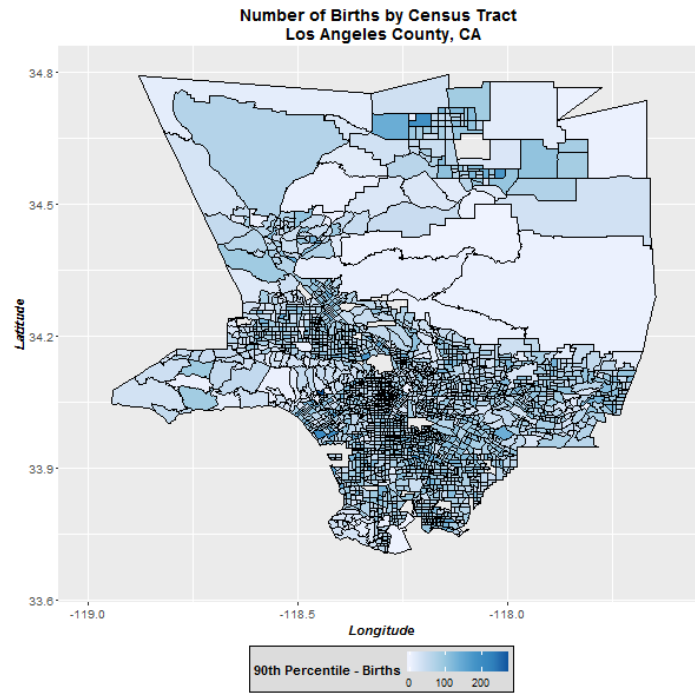 Number of Births by Census Tract
Los Angeles County, CA
34.8
34.5
34.2
33.9
33.6
Latitude
-119.0
-118.5
-118.0
Longitude
90th Percentile - Births
0
100
200